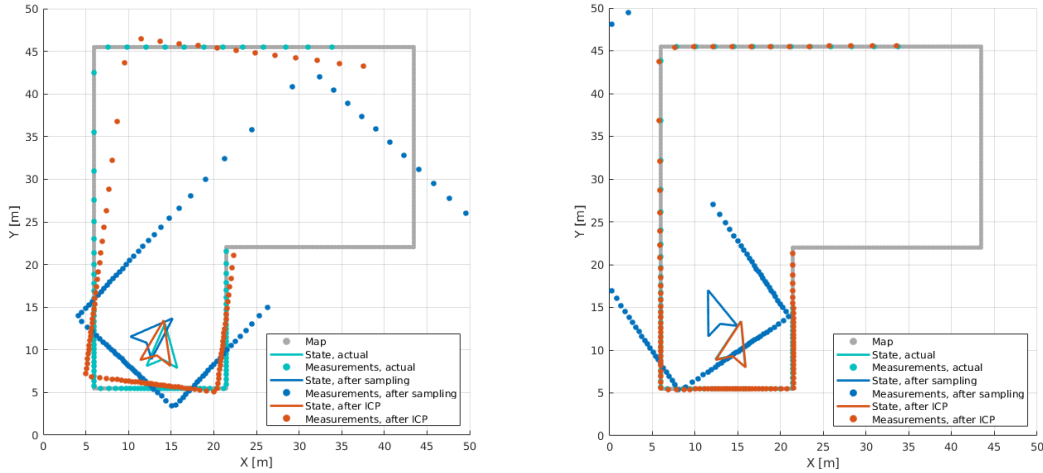 50
45
40
35
30
25
20
15
10
5
0
Y [m]
0 5 10 15 20 25 30 35 40 45 50
X [m]
Map
State, actual
Measurements, actual
State, after sampling
Measurements, after sampling
State, after ICP
Measurements, after ICP
50
45
40
35
30
25
20
15
10
5
0
Y [m]
0 5 10 15 20 25 30 35 40 45 50
X [m]
Map
State, actual
Measurements, actual
State, after sampling
Measurements, after sampling
State, after ICP
Measurements, after ICP